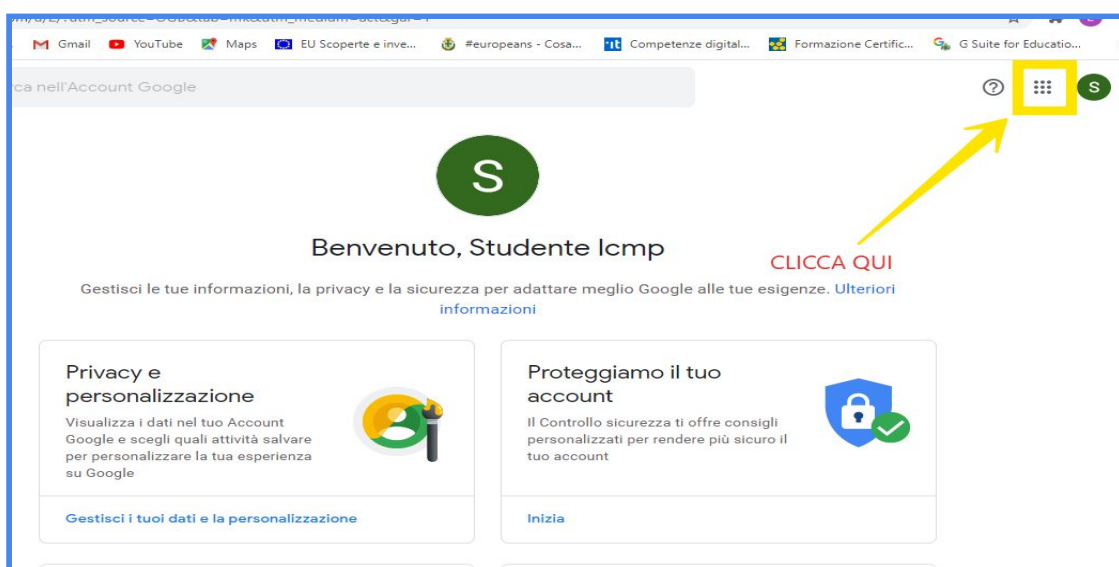 Gmail YouTube Maps EU Scoperte e inve... #europeans - Cosa... Competenze digital... Formazione Certific... G Suite for Educatio...
rca nell'Account Google
S
S
Benvenuto, Studente Icmp
CLICCA QUI
Gestisci le tue informazioni, la privacy e la sicurezza per adattare meglio Google alle tue esigenze. Ulteriori
informazioni
Privacy e
personalizzazione
Visualizza i dati nel tuo Account
Google e scegli quali attività salvare
per personalizzare la tua esperienza
su Google
Gestisci i tuoi dati e la personalizzazione
Proteggiamo il tuo
account
Il Controllo sicurezza ti offre consigli
personalizzati per rendere più sicuro il
tuo account
Inizia